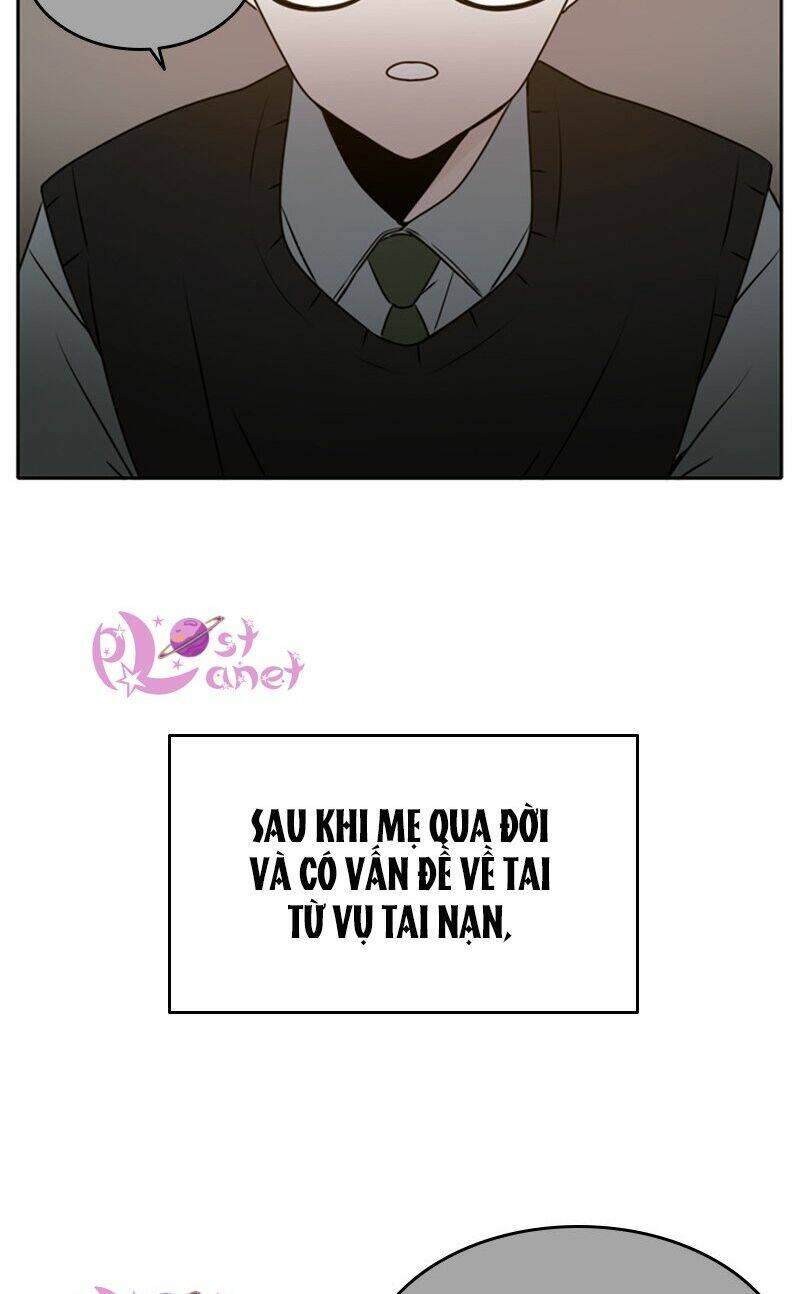 Lost
Planet
SAU KHI MẸ QUA ĐỜI
VÀ CÓ VẤN ĐỀ VỀ TAI
TỪ VỤ TAI NẠN,